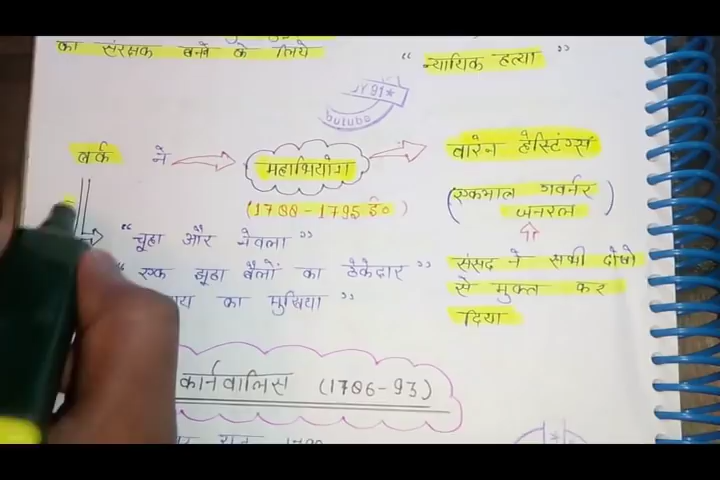 का संरक्षक बनने के लिये
" न्यायिक हत्या "
बर्क ने
महाभियोग
वारेन हेस्टिंग्स
(1788-1795 ई०)
(एकमात्र गवर्नर
जनरल)
" चूहा और नेवला "
" एक झूठा बैलों का ठेकेदार "
का मुखिया "
संसद ने सभी दोषो
से मुक्त कर
दिया
कार्नवालिस (1786-93)